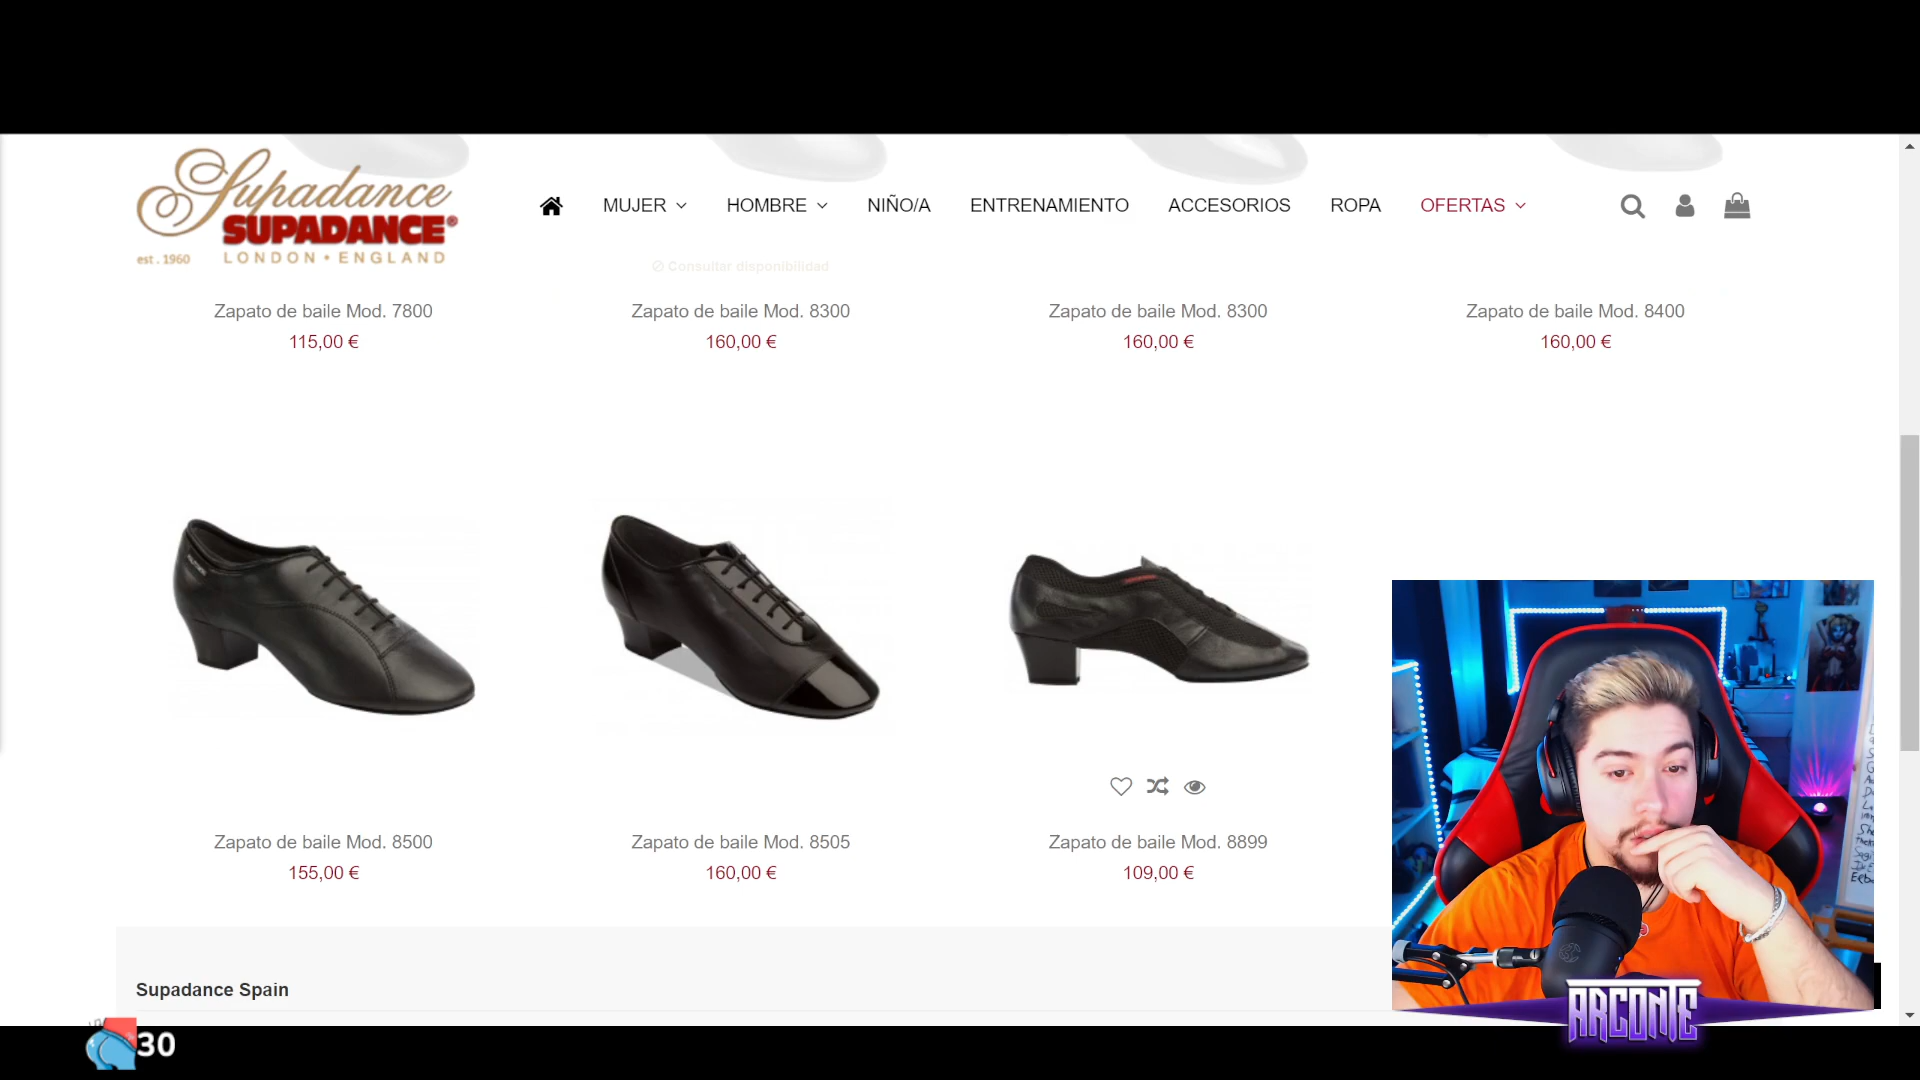 Supadance
SUPADANCE®
est. 1960 LONDON • ENGLAND
MUJER HOMBRE NIÑO/A ENTRENAMIENTO ACCESORIOS ROPA OFERTAS
Consultar disponibilidad
Zapato de baile Mod. 7800 Zapato de baile Mod. 8300 Zapato de baile Mod. 8300 Zapato de baile Mod. 8400
115,00 € 160,00 € 160,00 € 160,00 €
Zapato de baile Mod. 8500 Zapato de baile Mod. 8505 Zapato de baile Mod. 8899
155,00 € 160,00 € 109,00 €
Supadance Spain
ARCONTE
30